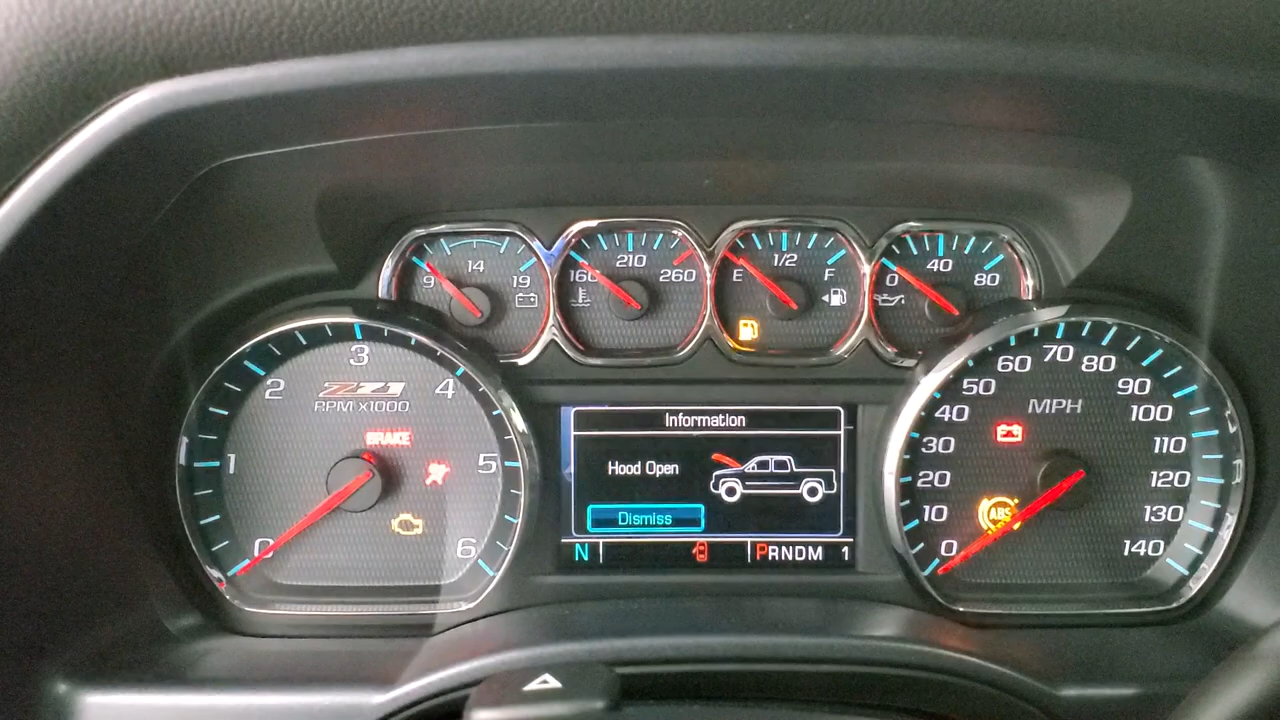 14
9 19
210
160 260
1/2
E F
40
0 80
Z71
RPM x1000
0 1 2 3 4 5 6
BRAKE
Information
Hood Open
Dismiss
N PRNDM 1
MPH
0 10 20 30 40 50 60 70 80 90 100 110 120 130 140
ABS